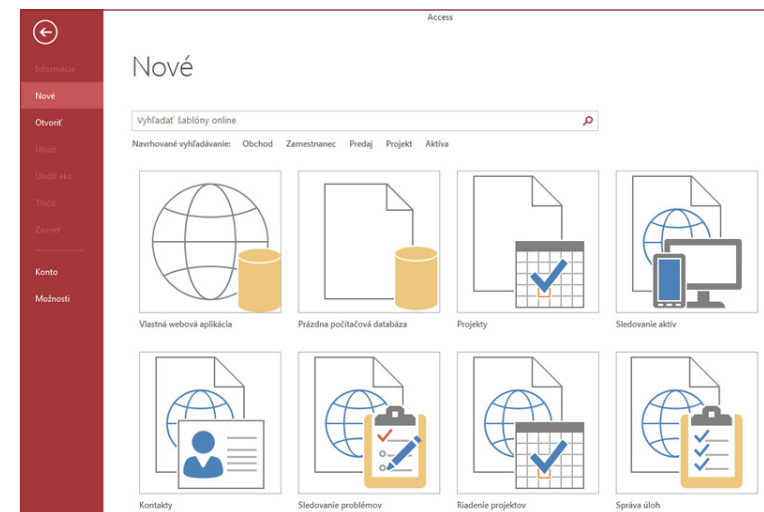 Access
Informácie
Nové
Otvoriť
Uložiť
Uložiť ako
Tlačiť
Zavrieť
Konto
Možnosti
Nové
Vyhľadať šablóny online
Navrhované vyhľadávanie: Obchod Zamestnanec Predaj Projekt Aktíva
Vlastná webová aplikácia
Prázdna počítačová databáza
Projekty
Sledovanie aktív
Kontakty
Sledovanie problémov
Riadenie projektov
Správa úloh